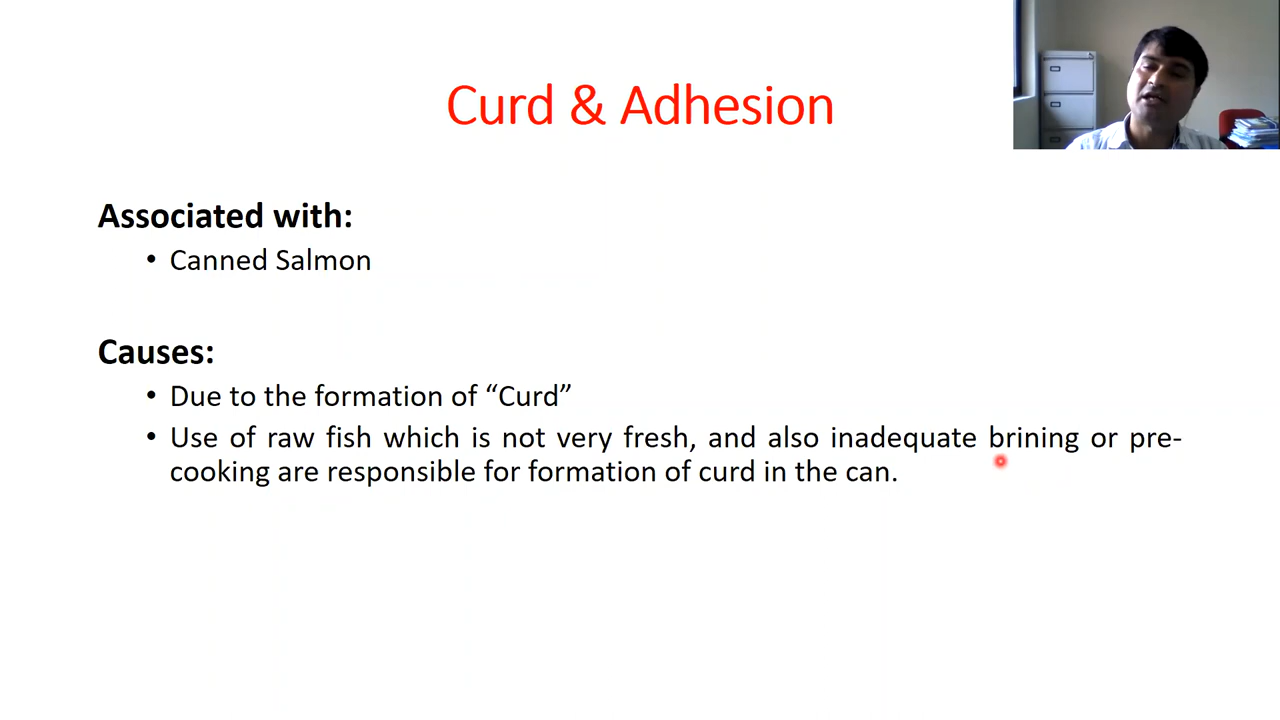 Curd & Adhesion
Associated with:
• Canned Salmon
Causes:
• Due to the formation of “Curd”
• Use of raw fish which is not very fresh, and also inadequate brining or pre-
cooking are responsible for formation of curd in the can.